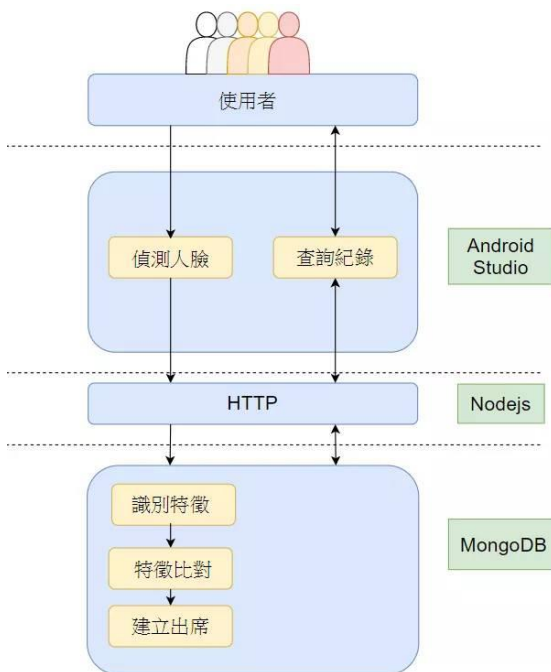 使用者
偵測人臉
查詢紀錄
Android
Studio
HTTP
Nodejs
識別特徵
特徵比對
建立出席
MongoDB